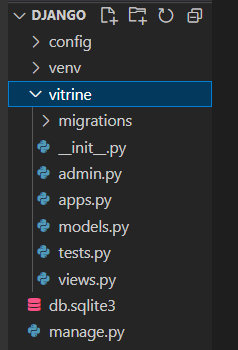 DJANGO
config
venv
vitrine
migrations
__init__.py
admin.py
apps.py
models.py
tests.py
views.py
db.sqlite3
manage.py